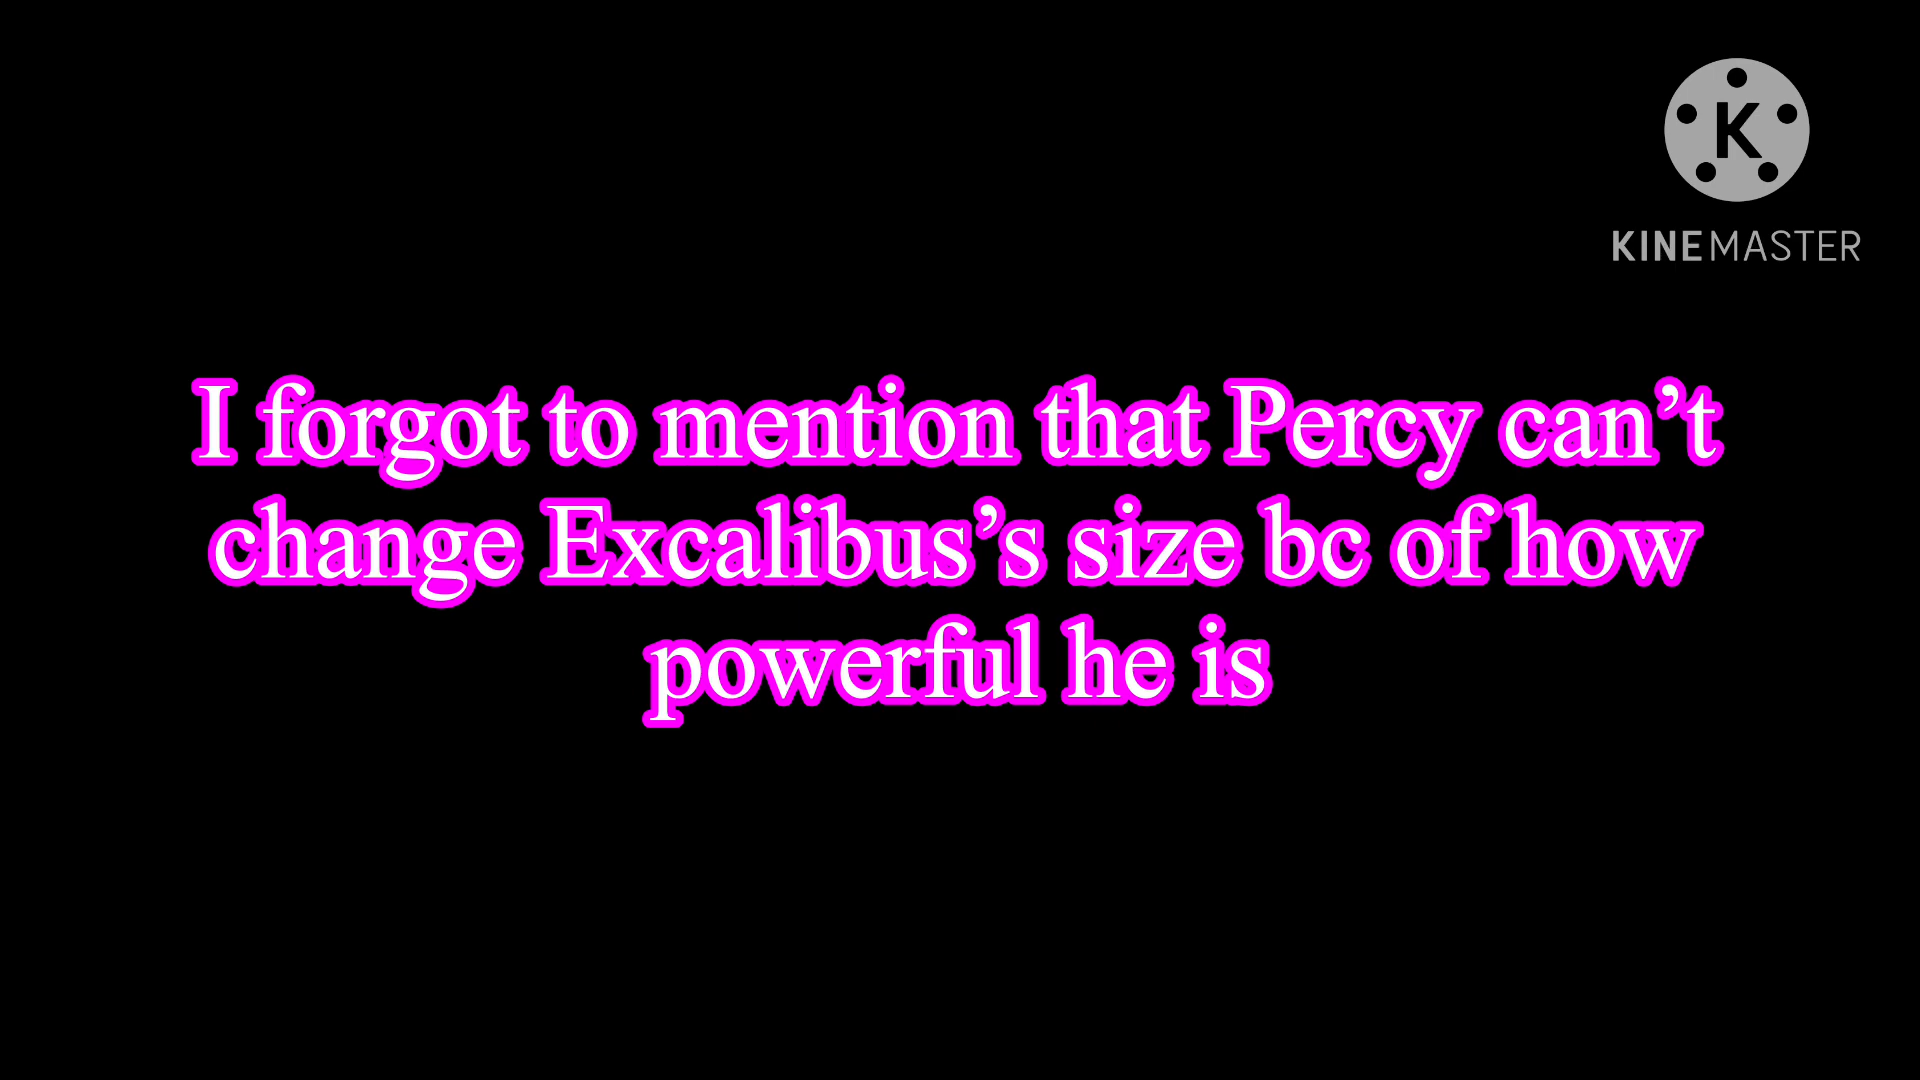 K
KINEMASTER
I forgot to mention that Percy can’t
change Excalibus’s size bc of how
powerful he is